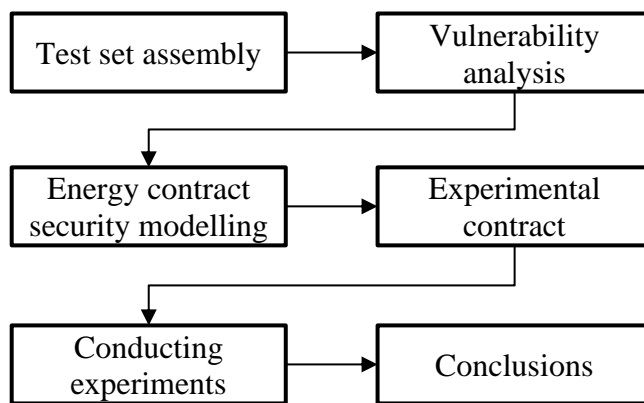 Test set assembly
Vulnerability
analysis
Energy contract
security modelling
Experimental
contract
Conducting
experiments
Conclusions